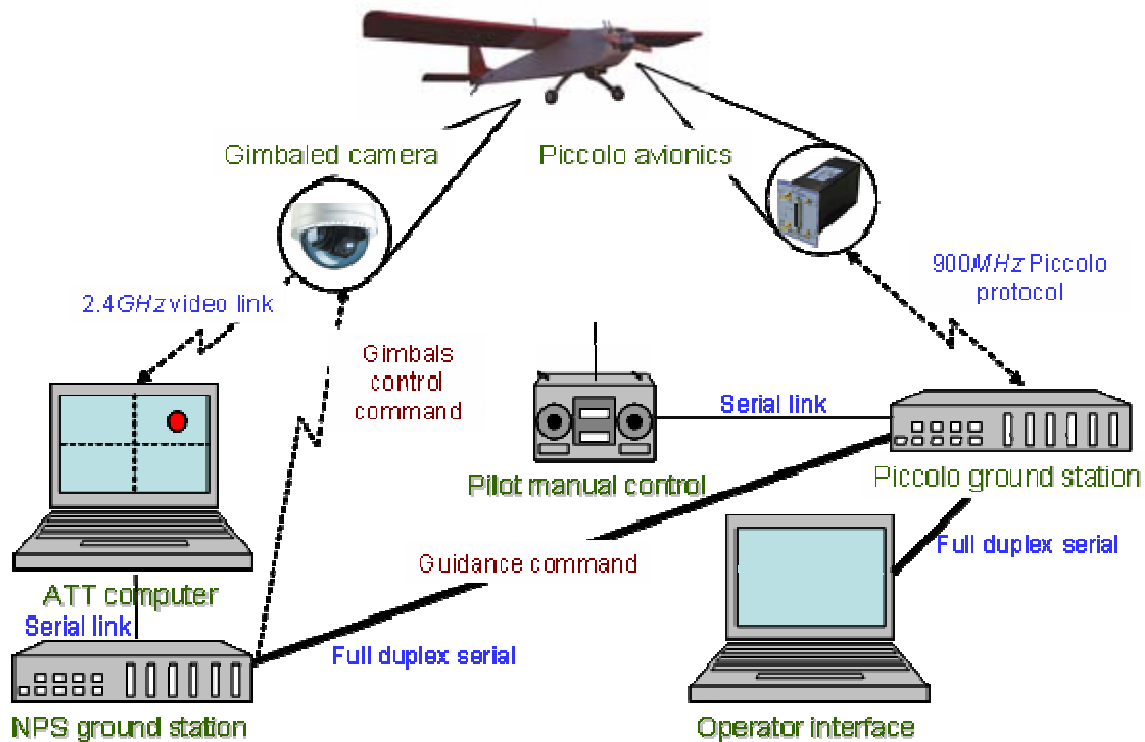 Gimbaled camera
Piccolo avionics
2.4GHz video link
900MHz Piccolo
protocol
Gimbals
control
command
Serial link
Pilot manual control
Piccolo ground station
Guidance command
Full duplex serial
ATT computer
Serial link
Full duplex serial
NPS ground station
Operator interface